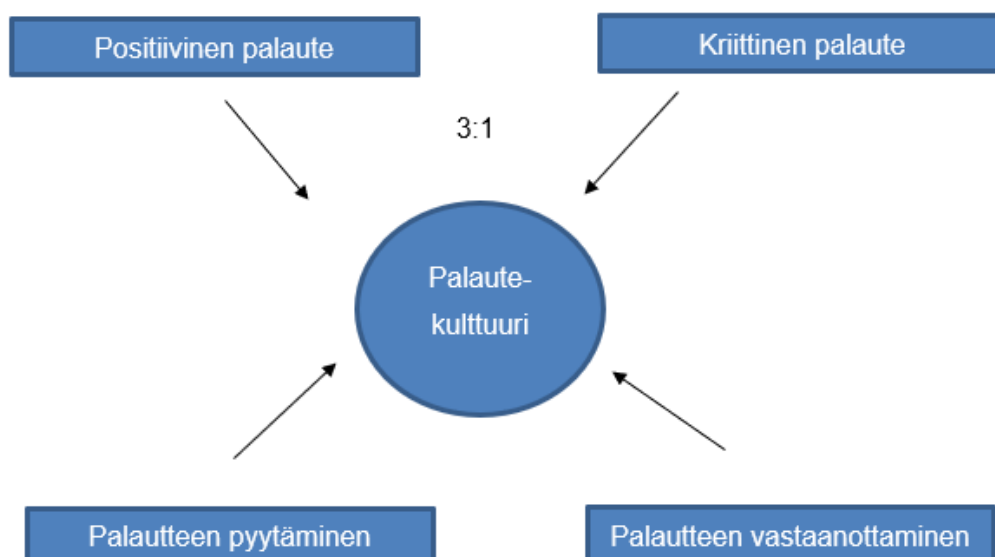 Positiivinen palaute
Kriittinen palaute
3:1
Palaute-
kulttuuri
Palautteen pyytäminen
Palautteen vastaanottaminen